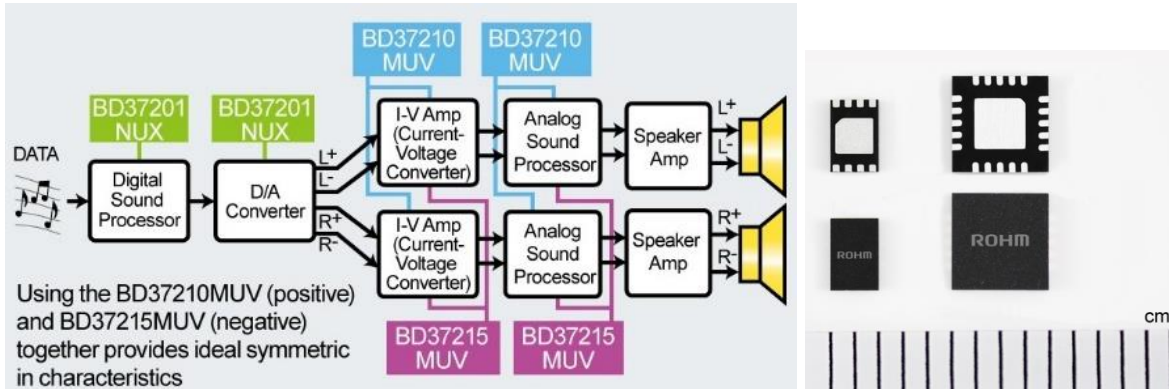 BD37210
MUV
BD37210
MUV
BD37201
NUX
BD37201
NUX
DATA
Digital
Sound
Processor
D/A
Converter
L+
L-
R+
R-
I-V Amp
(Current-
Voltage
Converter)
Analog
Sound
Processor
Speaker
Amp
L+
L-
I-V Amp
(Current-
Voltage
Converter)
Analog
Sound
Processor
Speaker
Amp
R+
R-
BD37215
MUV
BD37215
MUV
Using the BD37210MUV (positive)
and BD37215MUV (negative)
together provides ideal symmetric
in characteristics
ROHM
ROHM
cm